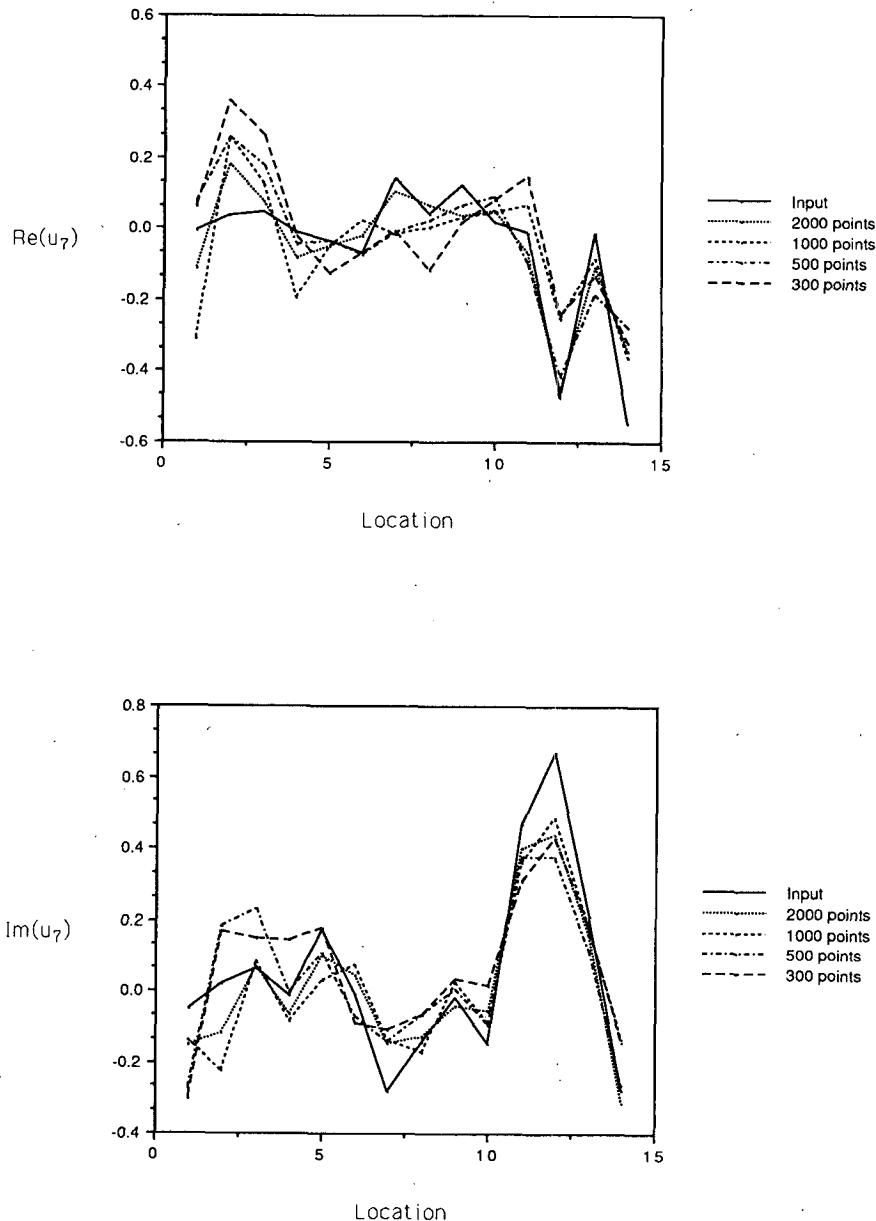 0.6
0.4
0.2
0.0
-0.2
-0.4
-0.6
Re(u7)
0
5
10
15
Location
Input
2000 points
1000 points
500 points
300 points
0.8
0.6
0.4
0.2
0.0
-0.2
-0.4
Im(u7)
0
5
10
15
Location
Input
2000 points
1000 points
500 points
300 points